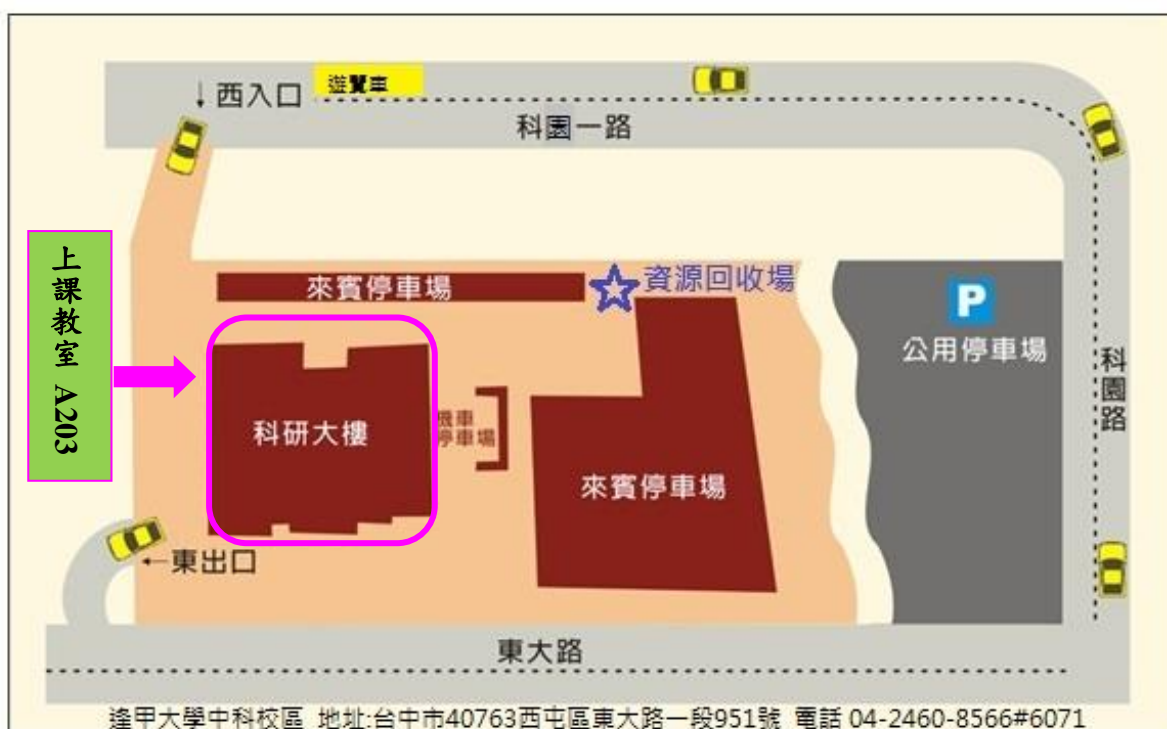 ↓西入口
遊覽車
科園一路
上課教室 A203
來賓停車場
資源回收場
P
公用停車場
科園路
科研大樓
機車
停車場
來賓停車場
←東出口
東大路
逢甲大學中科校區 地址:台中市40763西屯區東大路一段951號 電話 04-2460-8566#6071